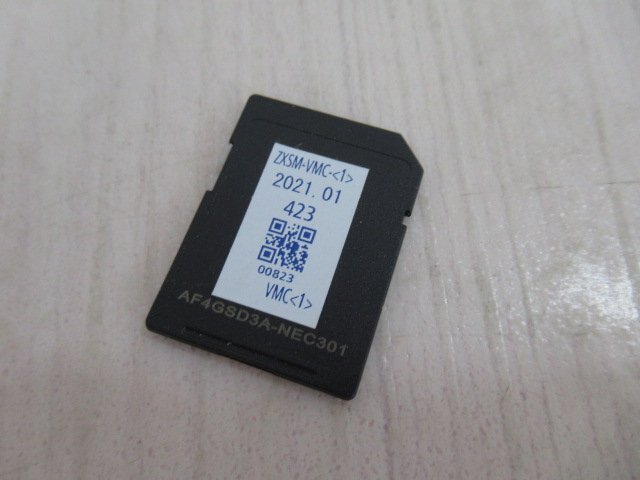 ZXSM-VMC-<1>
2021.01
423
00823
VMC<1>
AF4GSD3A-NEC301